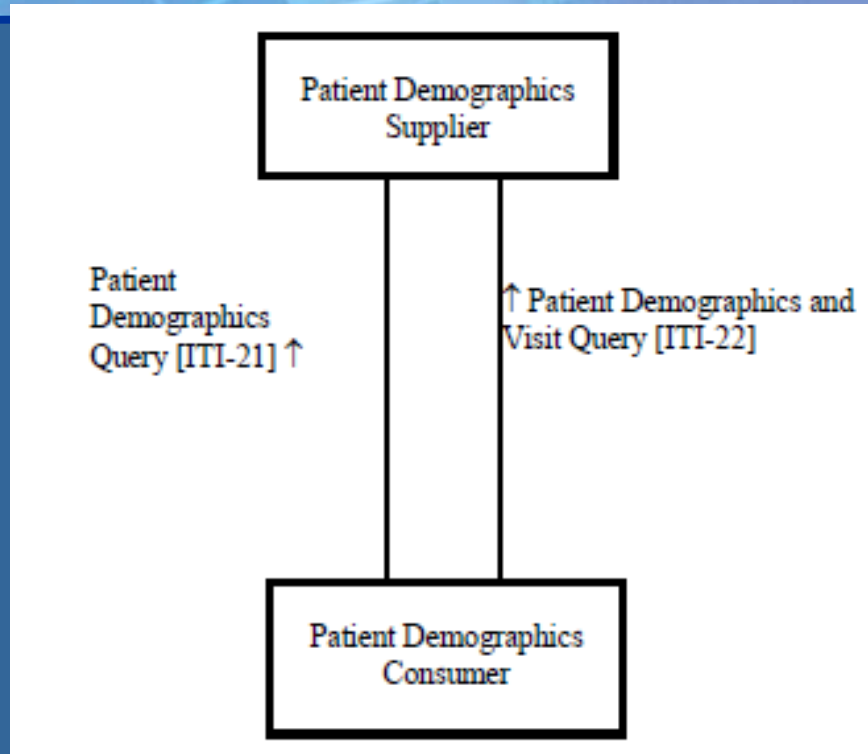 Patient Demographics
Supplier
Patient
Demographics
Query [ITI-21] ↑
↑ Patient Demographics and
Visit Query [ITI-22]
Patient Demographics
Consumer